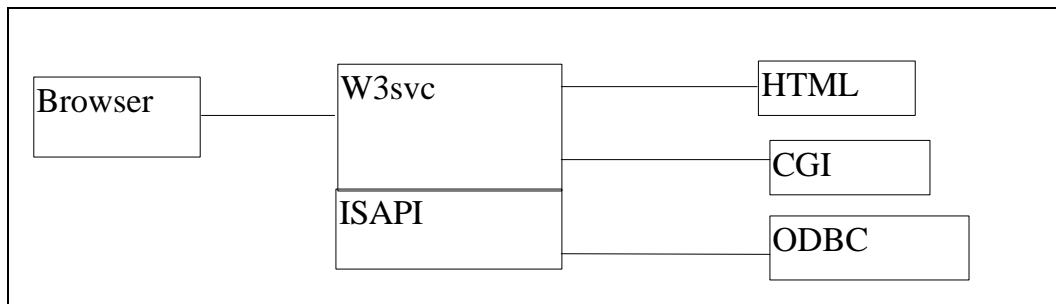 Browser
W3svc
ISAPI
HTML
CGI
ODBC